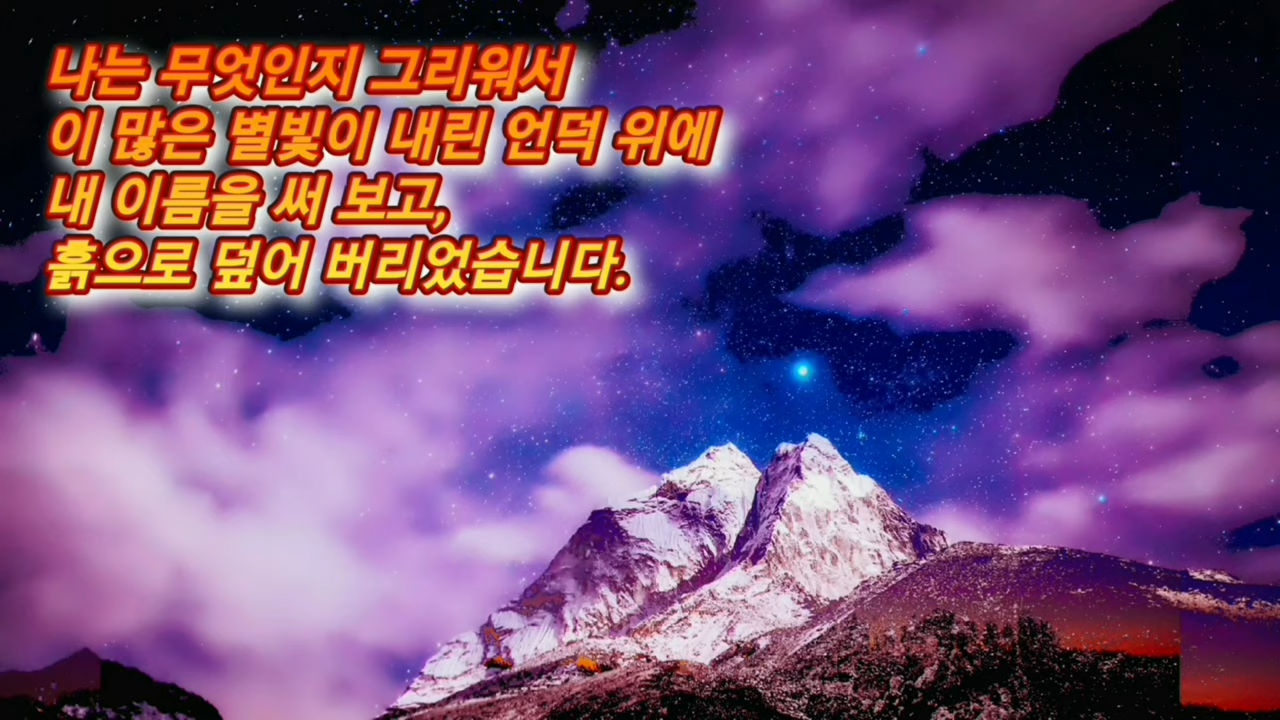 나는 무엇인지 그리워서
이 많은 별빛이 내린 언덕 위에
내 이름을 써 보고,
흙으로 덮어 버리었습니다.